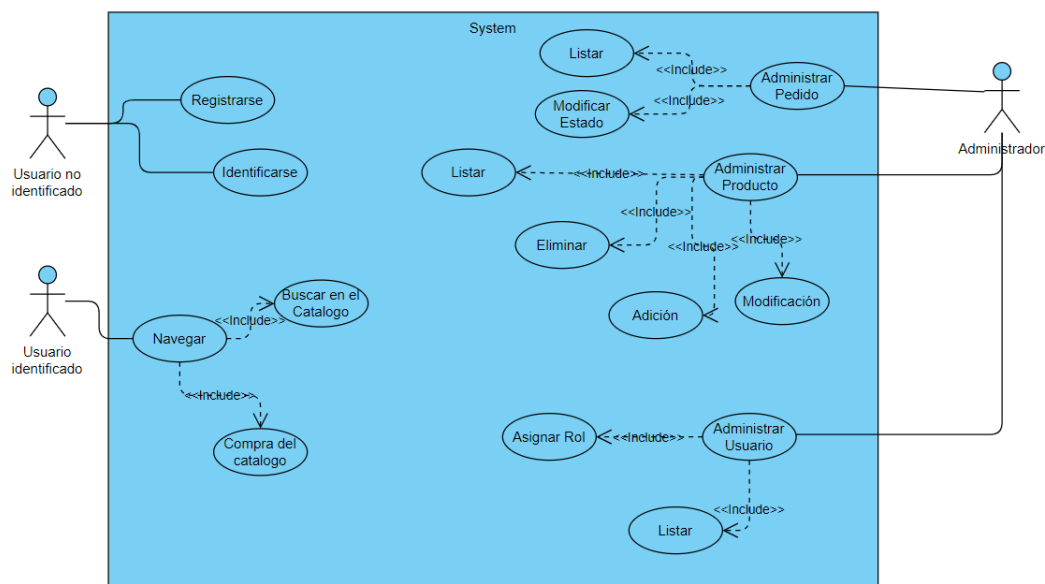 System
Listar
<<Include>>
Administrar
Pedido
<<Include>>
Modificar
Estado
Registrarse
Usuario no
identificado
Identificarse
Administrador
Listar
<<Include>>
Administrar
Producto
<<Include>>
Eliminar
<<Include>>
<<Include>>
Buscar en el
Catalogo
Modificación
Adición
<<Include>>
Navegar
Usuario
identificado
<<Include>>
Compra del
catalogo
Asignar Rol
<<Include>>
Administrar
Usuario
<<Include>>
Listar